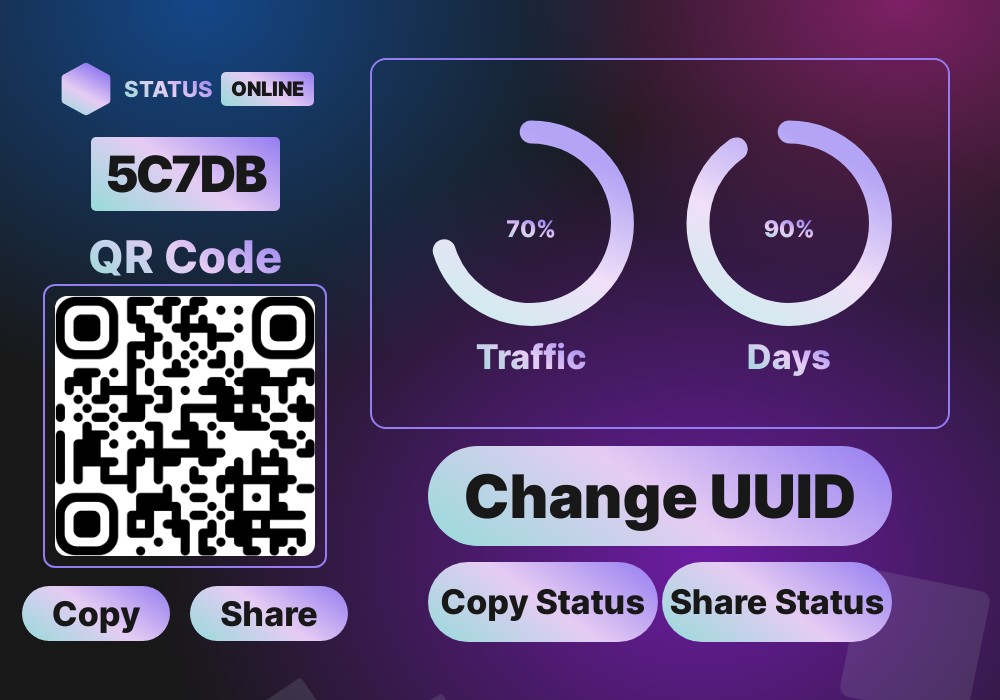 STATUS ONLINE
5C7DB
QR Code
Copy Share
70%
90%
Traffic
Days
Change UUID
Copy Status
Share Status